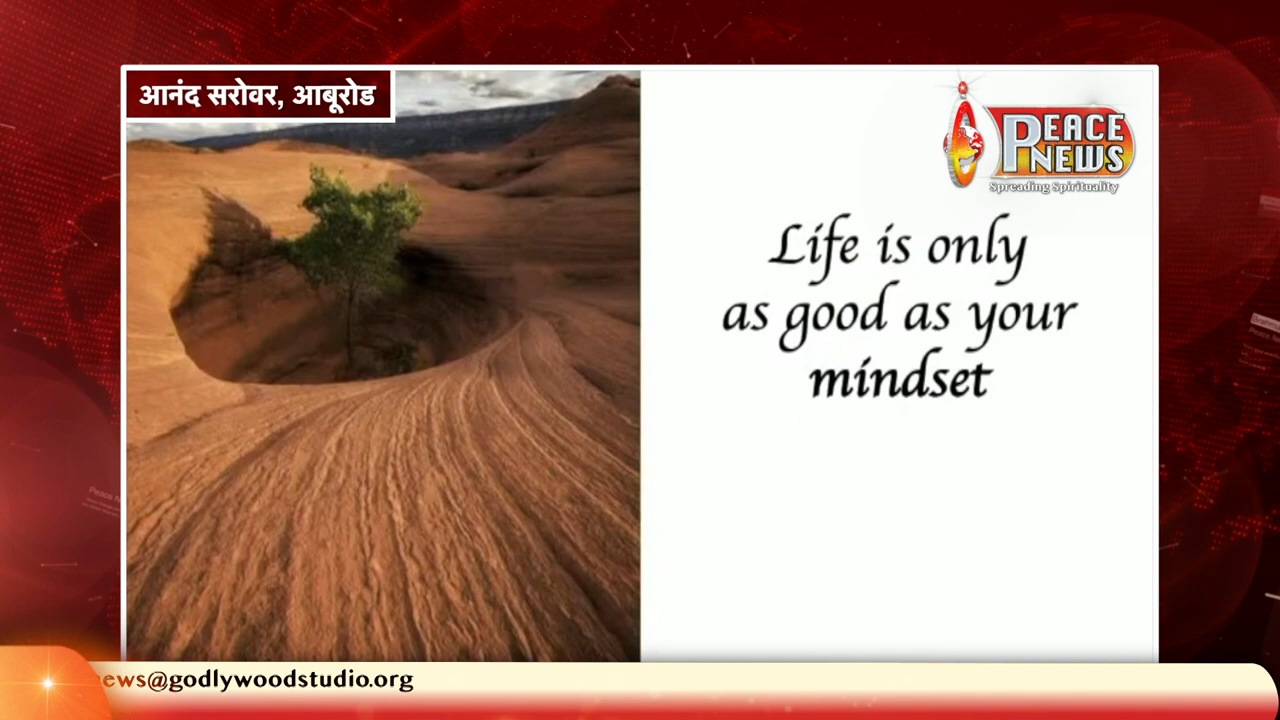 आनंद सरोवर, आबूरोड
PEACE
NEWS
Spreading Spirituality
Life is only
as good as your
mindset
ews@godlywoodstudio.org